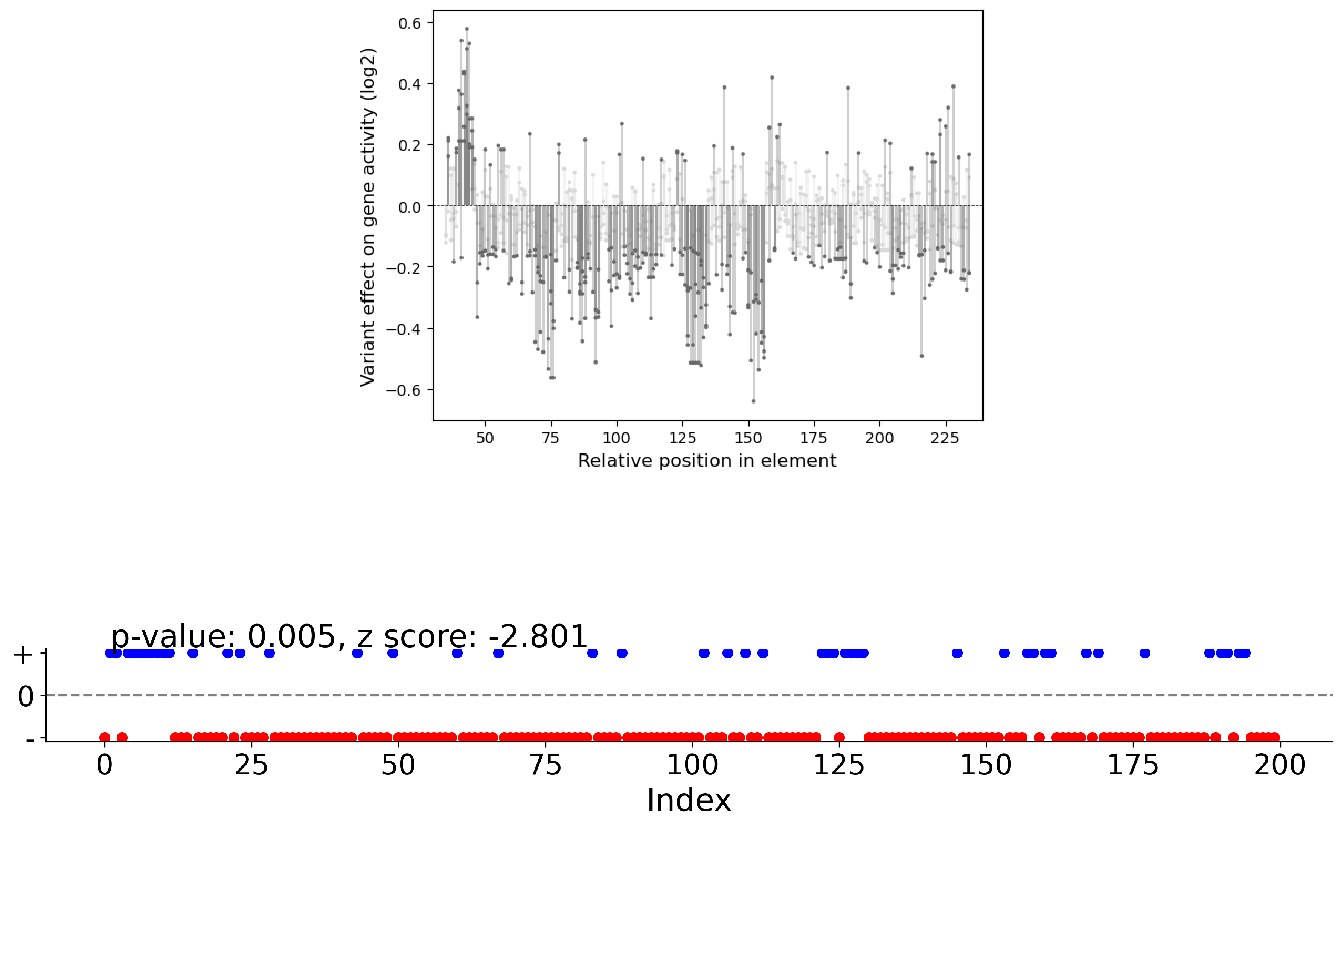 0.6
0.4
0.2
0.0
−0.2
−0.4
−0.6
Variant effect on gene activity (log2)
50 75 100 125 150 175 200 225
Relative position in element
p-value: 0.005, z score: -2.801
+
0
-
0 25 50 75 100 125 150 175 200
Index